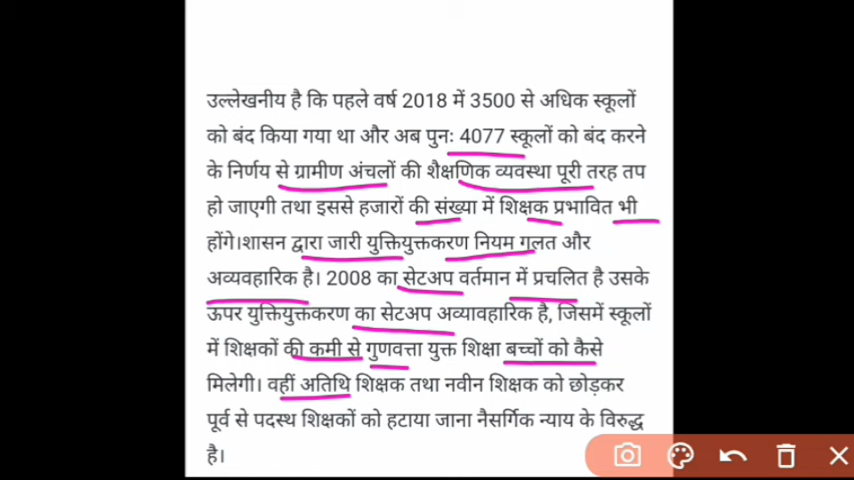 उल्लेखनीय है कि पहले वर्ष 2018 में 3500 से अधिक स्कूलों
को बंद किया गया था और अब पुनः 4077 स्कूलों को बंद करने
के निर्णय से ग्रामीण अंचलों की शैक्षणिक व्यवस्था पूरी तरह तप
हो जाएगी तथा इससे हजारों की संख्या में शिक्षक प्रभावित भी
होंगे।शासन द्वारा जारी युक्तियुक्तकरण नियम गलत और
अव्यवहारिक है। 2008 का सेटअप वर्तमान में प्रचलित है उसके
ऊपर युक्तियुक्तकरण का सेटअप अव्यावहारिक है, जिसमें स्कूलों
में शिक्षकों की कमी से गुणवत्ता युक्त शिक्षा बच्चों को कैसे
मिलेगी। वहीं अतिथि शिक्षक तथा नवीन शिक्षक को छोड़कर
पूर्व से पदस्थ शिक्षकों को हटाया जाना नैसर्गिक न्याय के विरुद्ध
है।